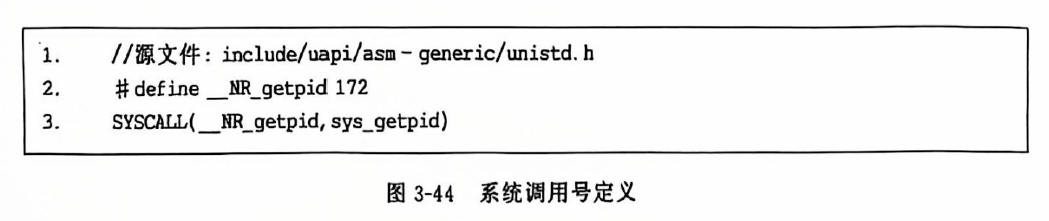 1. //源文件: include/uapi/asm-generic/unistd.h
2. #define __NR_getpid 172
3. SYSCALL(__NR_getpid, sys_getpid)
图 3-44 系统调用号定义